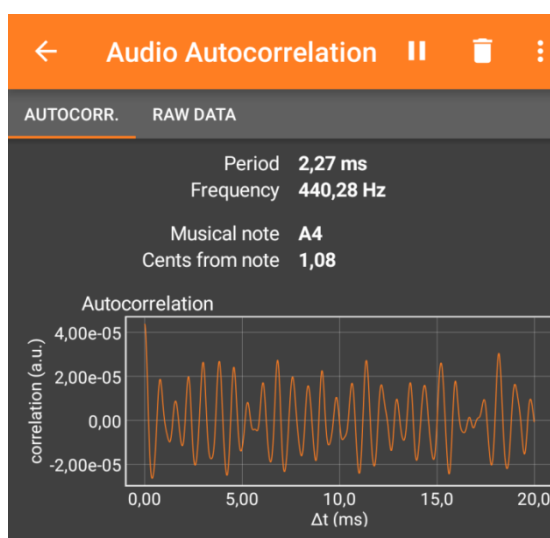 Audio Autocorrelation
AUTOCORR. RAW DATA
Period 2,27 ms
Frequency 440,28 Hz
Musical note A4
Cents from note 1,08
Autocorrelation
correlation (a.u.)
4,00e-05
2,00e-05
0,00
-2,00e-05
0,00 5,00 10,0 15,0 20,0
Δt (ms)